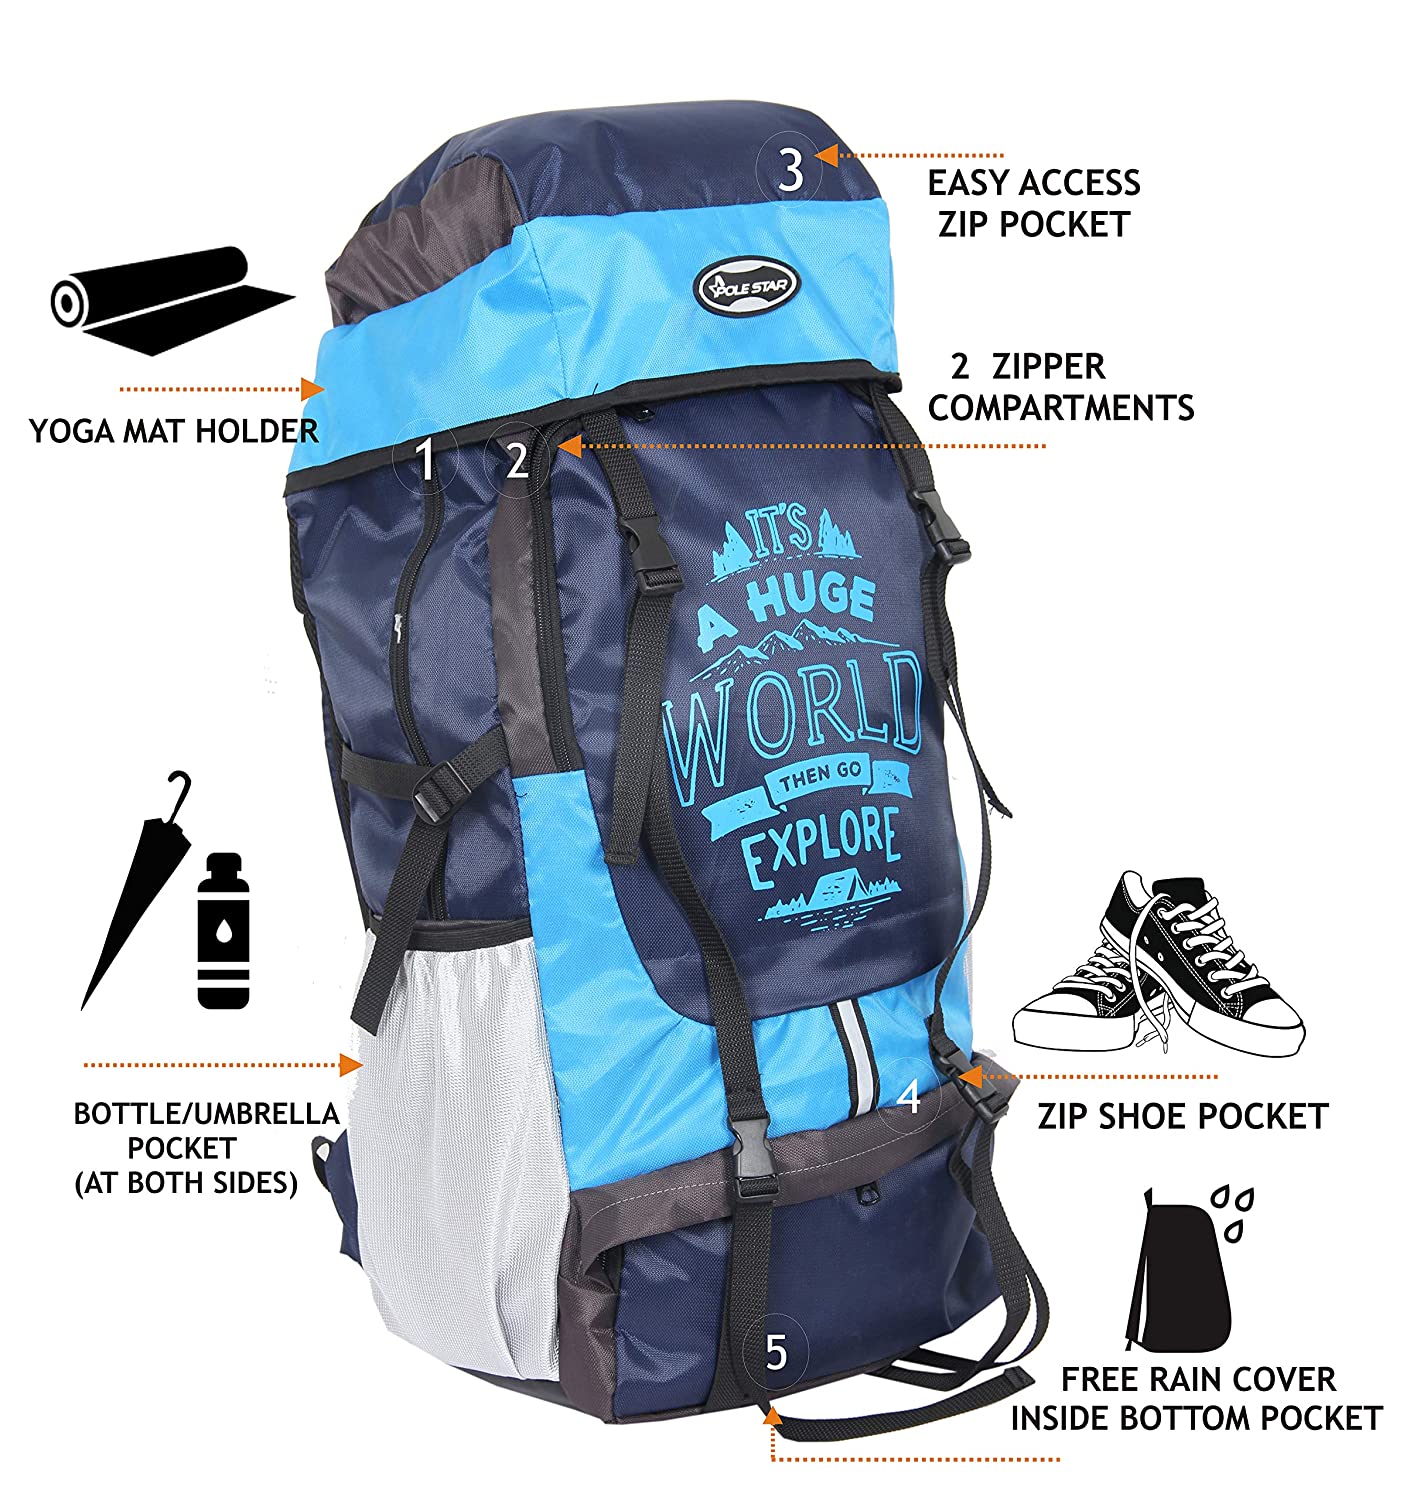 3
EASY ACCESS
ZIP POCKET
POLE STAR
2 ZIPPER
COMPARTMENTS
YOGA MAT HOLDER
1
2
IT'S
A HUGE
WORLD
THEN GO
EXPLORE
4
BOTTLE/UMBRELLA
POCKET
(AT BOTH SIDES)
ZIP SHOE POCKET
5
FREE RAIN COVER
INSIDE BOTTOM POCKET